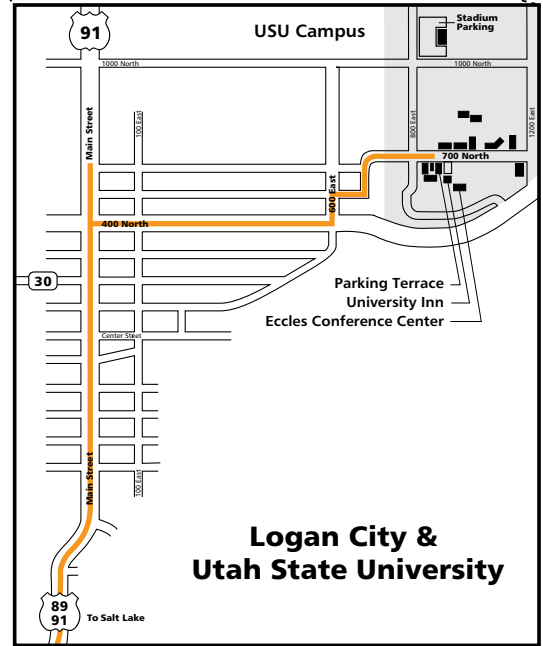 91
USU Campus
Stadium
Parking
1000 North
1000 North
Main Street
100 East
800 East
1200 East
700 North
600 East
400 North
30
Parking Terrace
University Inn
Eccles Conference Center
Center Steet
Main Street
100 East
Logan City &
Utah State University
89
91
To Salt Lake